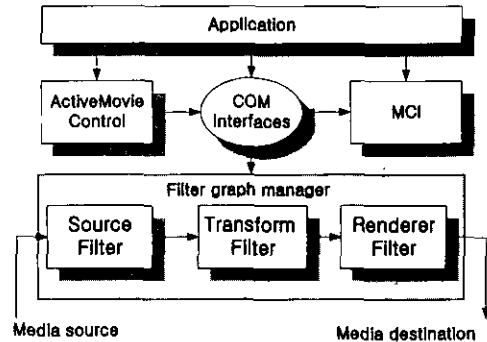 Application
ActiveMovie
Control
COM
Interfaces
MCI
Filter graph manager
Source
Filter
Transform
Filter
Renderer
Filter
Media source
Media destination